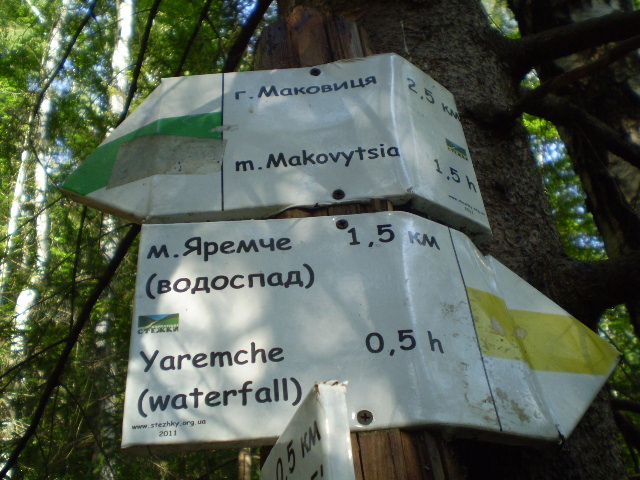 г.Маковиця 2,5 км
m.Makovytsia 1,5 h
м.Яремче 1,5 км
(водоспад)
СТЕЖКИ
Yaremche 0,5 h
(waterfall)
www.stezhky.org.ua
2011
0,5 км